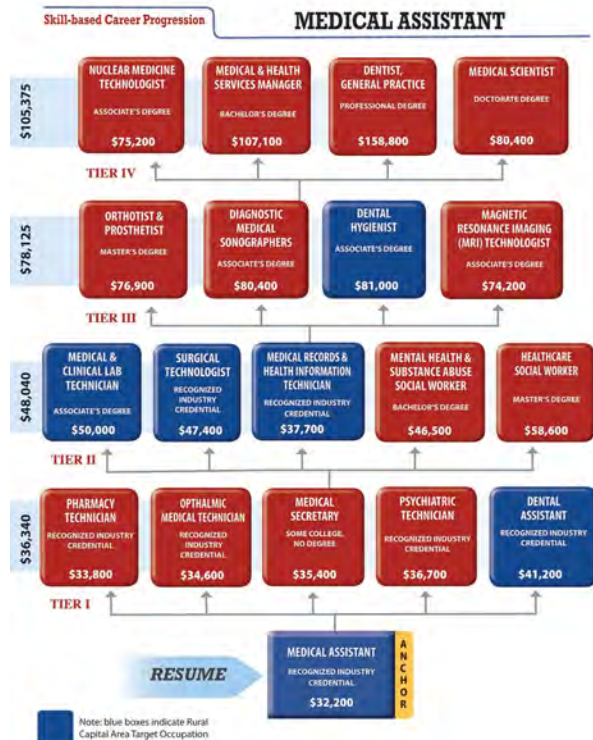 Skill-based Career Progression
MEDICAL ASSISTANT
$105,375
NUCLEAR MEDICINE
TECHNOLOGIST
ASSOCIATE'S DEGREE
$75,200
MEDICAL & HEALTH
SERVICES MANAGER
BACHELOR'S DEGREE
$107,100
DENTIST,
GENERAL PRACTICE
PROFESSIONAL DEGREE
$158,800
MEDICAL SCIENTIST
DOCTORATE DEGREE
$80,400
TIER IV
$78,125
ORTHOTIST &
PROSTHETIST
MASTER'S DEGREE
$76,900
DIAGNOSTIC
MEDICAL
SONOGRAPHERS
ASSOCIATE'S DEGREE
$80,400
DENTAL
HYGIENIST
ASSOCIATE'S DEGREE
$81,000
MAGNETIC
RESONANCE IMAGING
(MRI) TECHNOLOGIST
ASSOCIATE'S DEGREE
$74,200
TIER III
$48,040
MEDICAL &
CLINICAL LAB
TECHNICIAN
ASSOCIATE'S DEGREE
$50,000
SURGICAL
TECHNOLOGIST
RECOGNIZED
INDUSTRY
CREDENTIAL
$47,400
MEDICAL RECORDS &
HEALTH INFORMATION
TECHNICIAN
RECOGNIZED INDUSTRY
CREDENTIAL
$37,700
MENTAL HEALTH &
SUBSTANCE ABUSE
SOCIAL WORKER
BACHELOR'S DEGREE
$46,500
HEALTHCARE
SOCIAL WORKER
MASTER'S DEGREE
$58,600
TIER II
$36,340
PHARMACY
TECHNICIAN
RECOGNIZED INDUSTRY
CREDENTIAL
$33,800
OPTHALMIC
MEDICAL TECHNICIAN
RECOGNIZED
INDUSTRY
CREDENTIAL
$34,600
MEDICAL
SECRETARY
SOME COLLEGE,
NO DEGREE
$35,400
PSYCHIATRIC
TECHNICIAN
RECOGNIZED INDUSTRY
CREDENTIAL
$36,700
DENTAL
ASSISTANT
RECOGNIZED INDUSTRY
CREDENTIAL
$41,200
TIER I
RESUME
MEDICAL ASSISTANT
RECOGNIZED INDUSTRY
CREDENTIAL
$32,200
ANCHOR
Note: blue boxes indicate Rural
Capital Area Target Occupation